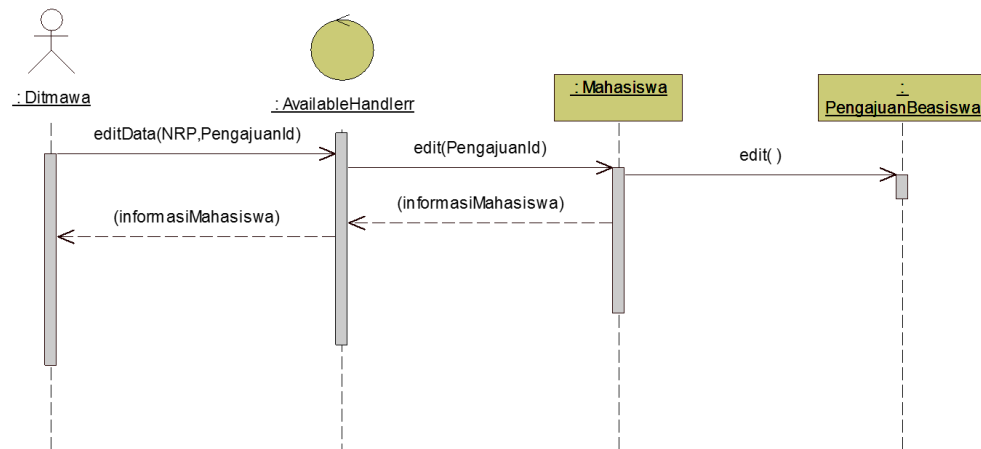 : Ditmawa
: AvailableHandlerr
: Mahasiswa
:
PengajuanBeasiswa
editData(NRP,PengajuanId)
edit(PengajuanId)
edit( )
(informasiMahasiswa)
(informasiMahasiswa)